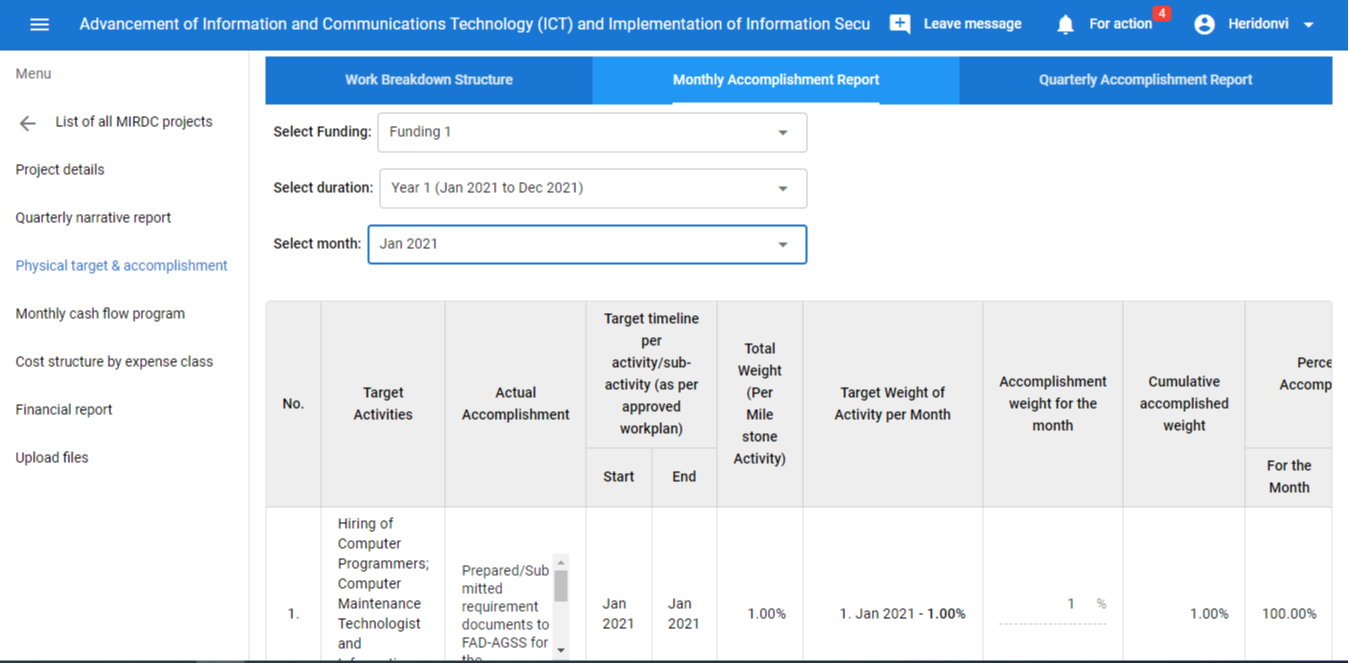 Advancement of Information and Communications Technology (ICT) and Implementation of Information Secu
Leave message
For action
4
Heridonvi
Menu
List of all MIRDC projects
Project details
Quarterly narrative report
Physical target & accomplishment
Monthly cash flow program
Cost structure by expense class
Financial report
Upload files
Work Breakdown Structure
Monthly Accomplishment Report
Quarterly Accomplishment Report
Select Funding:
Funding 1
Select duration:
Year 1 (Jan 2021 to Dec 2021)
Select month:
Jan 2021
No.
Target
Activities
Actual
Accomplishment
Target timeline
per
activity/sub-
activity (as per
approved
workplan)
Start
End
Total
Weight
(Per
Mile
stone
Activity)
Target Weight of
Activity per Month
Accomplishment
weight for the
month
Cumulative
accomplished
weight
Perce
Accomp
For the
Month
1.
Hiring of
Computer
Programmers;
Computer
Maintenance
Technologist
and
Prepared/Sub
mitted
requirement
documents to
FAD-AGSS for
the
Jan
2021
Jan
2021
1.00%
1. Jan 2021 - 1.00%
1 %
1.00%
100.00%